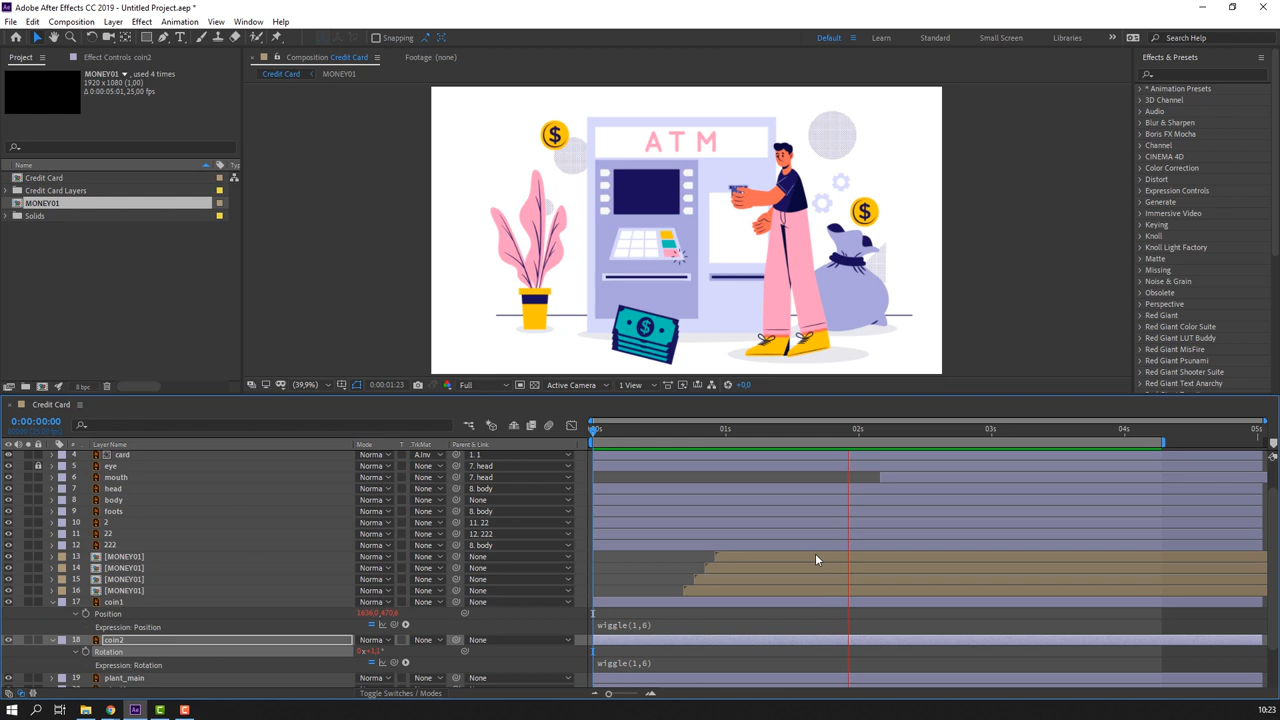 Adobe After Effects CC 2019 - Untitled Project.aep *
File Edit Composition Layer Effect Animation View Window Help
Snapping Default Learn Standard Small Screen Libraries Search Help
Project Effect Controls coin2 Composition Credit Card Footage (none) Effects & Presets
MONEY01 , used 4 times
1920 x 1080 (1,00)
Δ 0:00:05:01, 25,00 fps
Credit Card MONEY01
Name Typ
Credit Card
Credit Card Layers
MONEY01
Solids
ATM
$
$
$
* Animation Presets
3D Channel
Audio
Blur & Sharpen
Boris FX Mocha
Channel
CINEMA 4D
Color Correction
Distort
Expression Controls
Generate
Immersive Video
Keying
Knoll
Knoll Light Factory
Matte
Missing
Noise & Grain
Obsolete
Perspective
Red Giant
Red Giant Color Suite
Red Giant LUT Buddy
Red Giant MisFire
Red Giant Psunami
Red Giant Shooter Suite
Red Giant Text Anarchy
8 bpc (39,9%) 0:00:01:23 Full Active Camera 1 View +0,0
Credit Card
0:00:00:00
00s 01s 02s 03s 04s 05s
# Layer Name Mode T .TrkMat Parent & Link
4 card Norma A.Inv 1. 1
5 eye Norma None 7. head
6 mouth Norma None 7. head
7 head Norma None 8. body
8 body Norma None None
9 foots Norma None 8. body
10 2 Norma None 11. 22
11 22 Norma None 12. 222
12 222 Norma None 8. body
13 [MONEY01] Norma None None
14 [MONEY01] Norma None None
15 [MONEY01] Norma None None
16 [MONEY01] Norma None None
17 coin1 Norma None None
Position 1636,0,470,6
Expression: Position wiggle(1,6)
18 coin2 Norma None None
Rotation 0x+1,1°
Expression: Rotation wiggle(1,6)
19 plant_main Norma None None
Toggle Switches / Modes
10:23